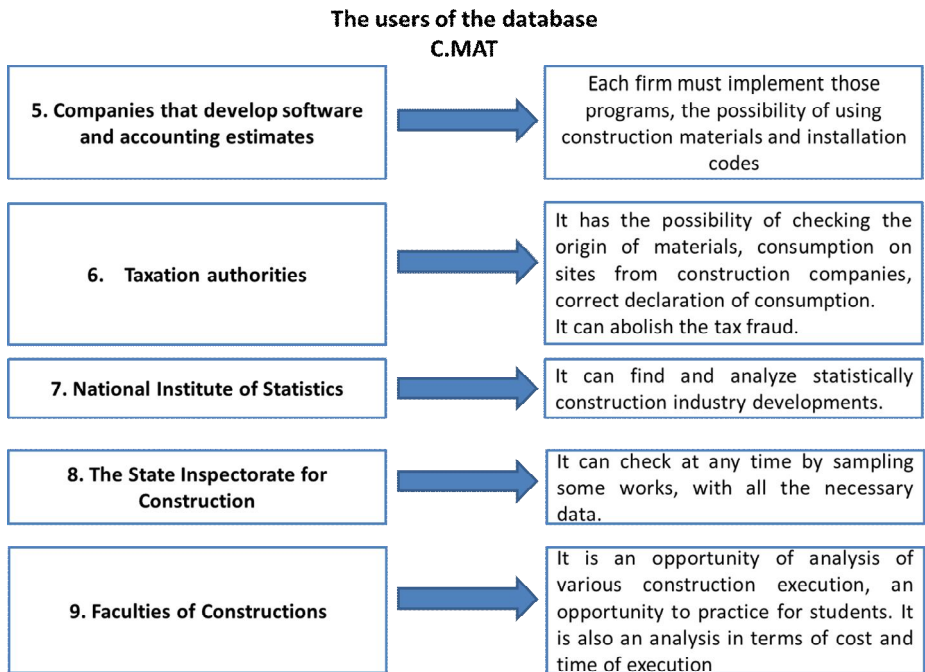 The users of the database
C.MAT
5. Companies that develop software
and accounting estimates
Each firm must implement those
programs, the possibility of using
construction materials and installation
codes
6. Taxation authorities
It has the possibility of checking the
origin of materials, consumption on
sites from construction companies,
correct declaration of consumption.
It can abolish the tax fraud.
7. National Institute of Statistics
It can find and analyze statistically
construction industry developments.
8. The State Inspectorate for
Construction
It can check at any time by sampling
some works, with all the necessary
data.
9. Faculties of Constructions
It is an opportunity of analysis of
various construction execution, an
opportunity to practice for students. It
is also an analysis in terms of cost and
time of execution